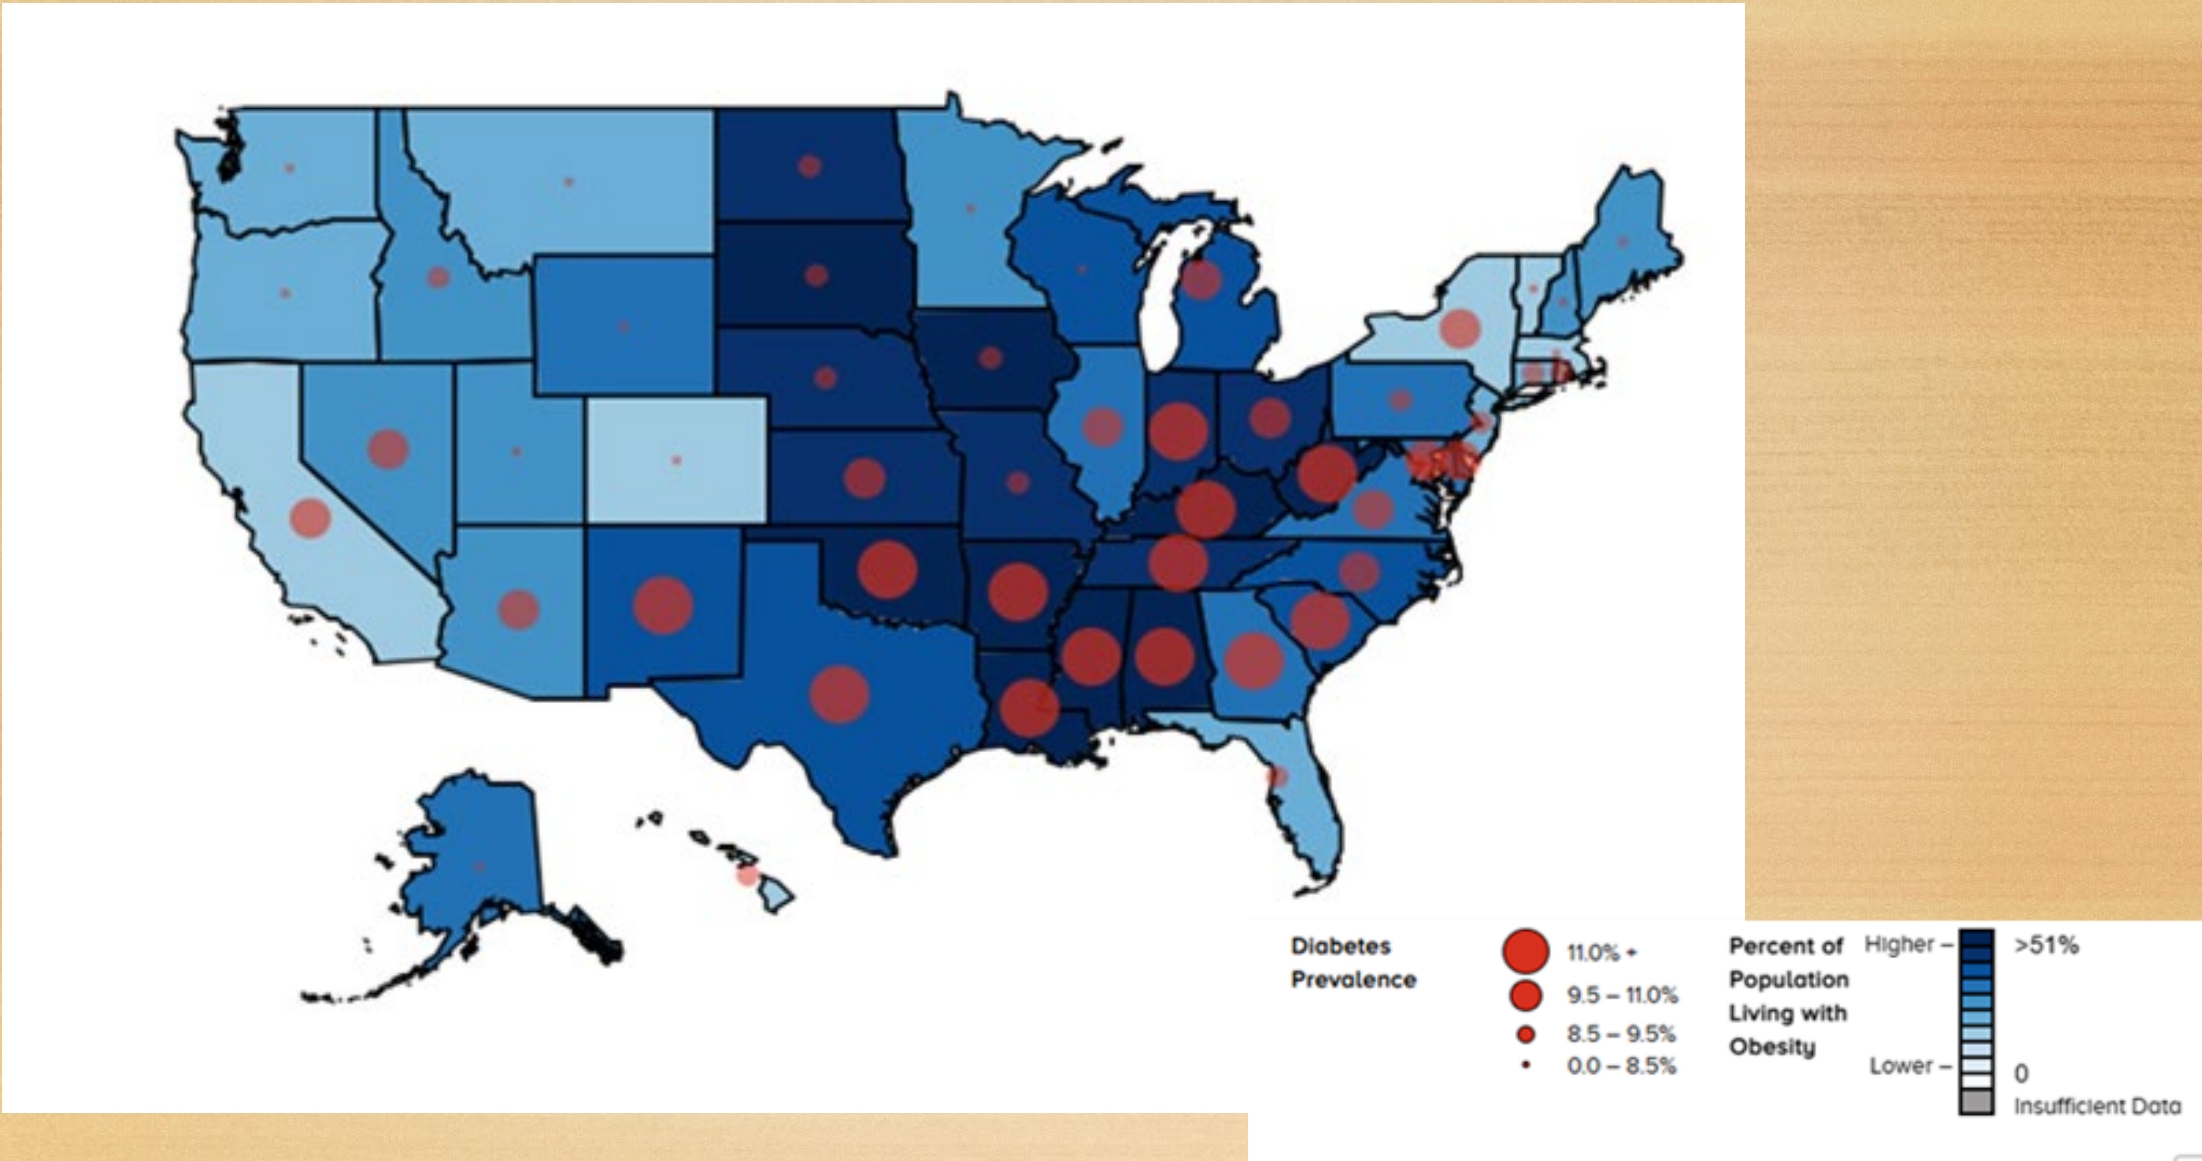 Diabetes
Prevalence
11.0% +
9.5 – 11.0%
8.5 – 9.5%
0.0 – 8.5%
Percent of
Population
Living with
Obesity
Higher –
Lower –
>51%
0
Insufficient Data